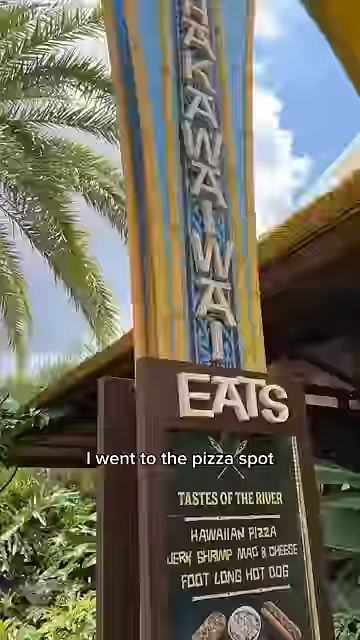 WAKAWAIWAI
EATS
I went to the pizza spot
TASTES OF THE RIVER
HAWAIIAN PIZZA
JERK SHRIMP MAC & CHEESE
FOOT LONG HOT DOG